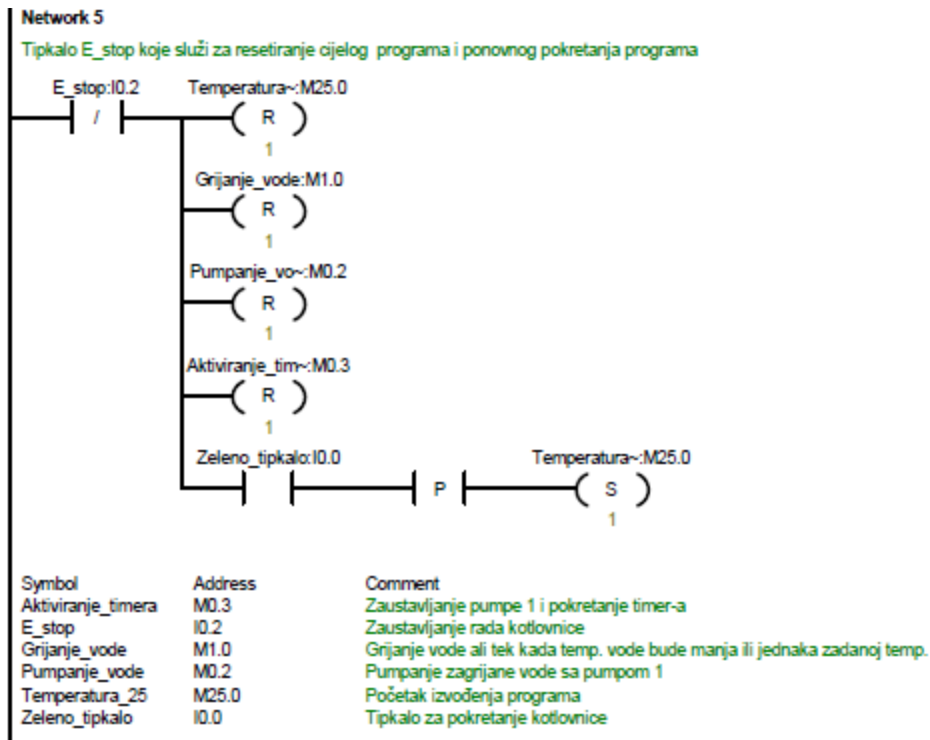 Network 5
Tipkalo E_stop koje služi za resetiranje cijelog programa i ponovnog pokretanja programa
E_stop:I0.2 Temperatura~:M25.0
/ R
1
Grijanje_vode:M1.0
R
1
Pumpanje_vo~:M0.2
R
1
Aktiviranje_tim~:M0.3
R
1
Zeleno_tipkalo:I0.0 Temperatura~:M25.0
P S
1
Symbol Address Comment
Aktiviranje_timera M0.3 Zaustavljanje pumpe 1 i pokretanje timer-a
E_stop I0.2 Zaustavljanje rada kotlovnice
Grijanje_vode M1.0 Grijanje vode ali tek kada temp. vode bude manja ili jednaka zadanoj temp.
Pumpanje_vode M0.2 Pumpanje zagrijane vode sa pumpom 1
Temperatura_25 M25.0 Početak izvođenja programa
Zeleno_tipkalo I0.0 Tipkalo za pokretanje kotlovnice